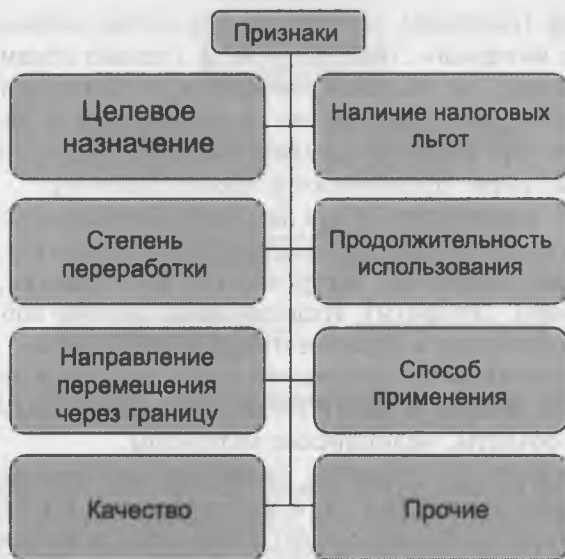 Признаки
Целевое
назначение
Наличие налоговых
льгот
Степень
переработки
Продолжительность
использования
Направление
перемещения
через границу
Способ
применения
Качество
Прочие